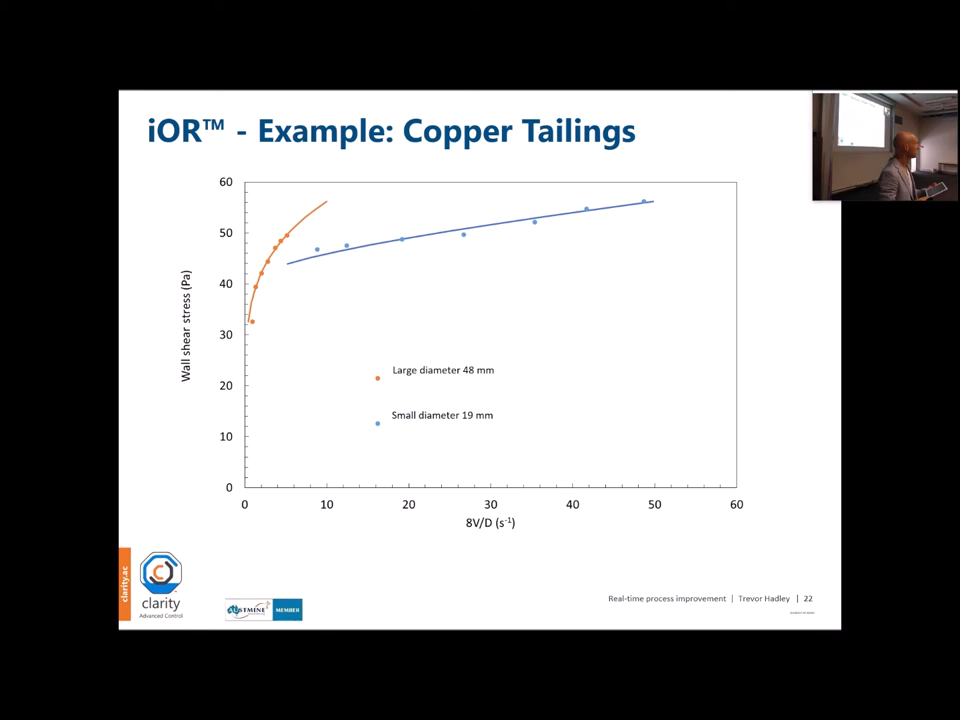 iOR™ - Example: Copper Tailings
60
50
40
30
20
10
0
Wall shear stress (Pa)
Large diameter 48 mm
Small diameter 19 mm
0 10 20 30 40 50 60
8V/D (s⁻¹)
clarity.ac
clarity
Advanced Control
MEMBER
Real-time process improvement | Trevor Hadley | 22